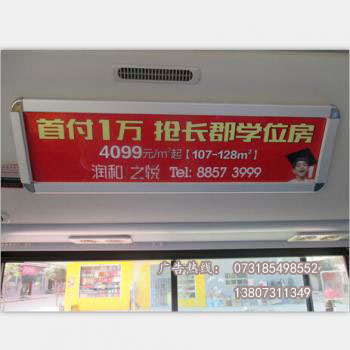 首付1万 抢长郡学位房
4099元/m²起【107-128m²】
润和 之悦 Tel: 8857 3999
广告热线: 073185498552
13807311349